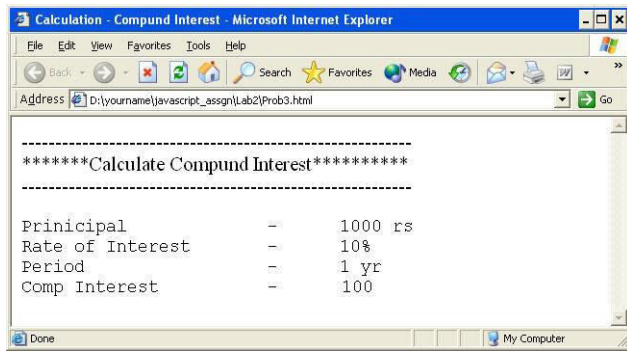 Calculation - Compund Interest - Microsoft Internet Explorer
File Edit View Favorites Tools Help
Back Search Favorites Media
Address D:\yourname\javascript_assgn\Lab2\Prob3.html Go
------------------------------------------------------
*******Calculate Compund Interest**********
------------------------------------------------------
Prinicipal - 1000 rs
Rate of Interest - 10%
Period - 1 yr
Comp Interest - 100
Done My Computer